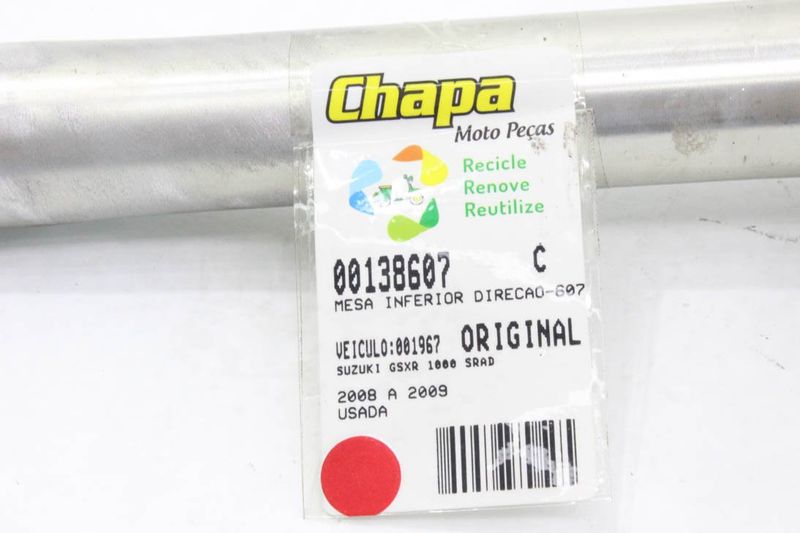 Chapa
Moto Peças
Recicle
Renove
Reutilize
00138607 C
MESA INFERIOR DIRECAO-607
VEICULO:001967 ORIGINAL
SUZUKI GSXR 1000 SRAD
2008 A 2009
USADA